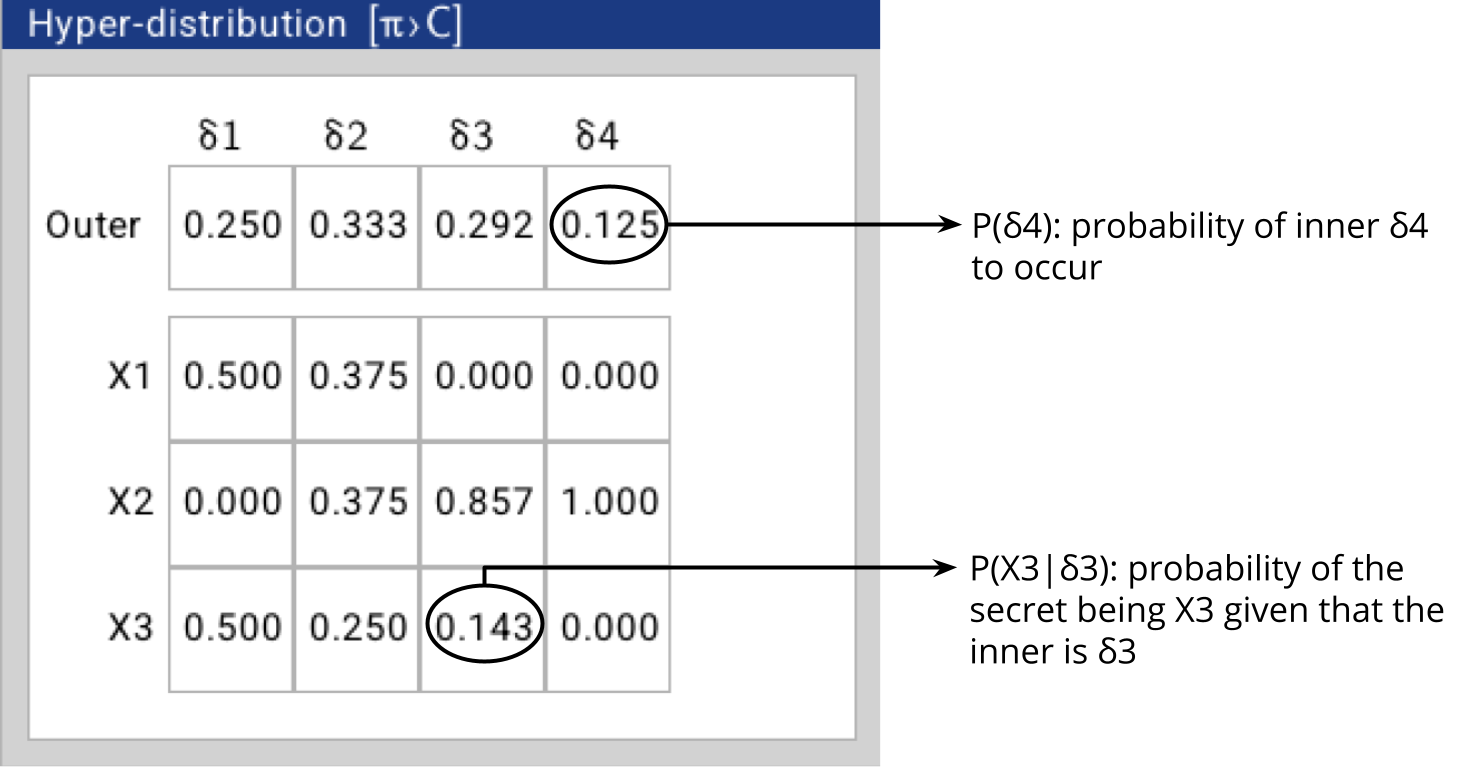 Hyper-distribution [π›C]
δ1 δ2 δ3 δ4
Outer 0.250 0.333 0.292 0.125
P(δ4): probability of inner δ4
to occur
X1 0.500 0.375 0.000 0.000
X2 0.000 0.375 0.857 1.000
P(X3|δ3): probability of the
secret being X3 given that the
inner is δ3
X3 0.500 0.250 0.143 0.000